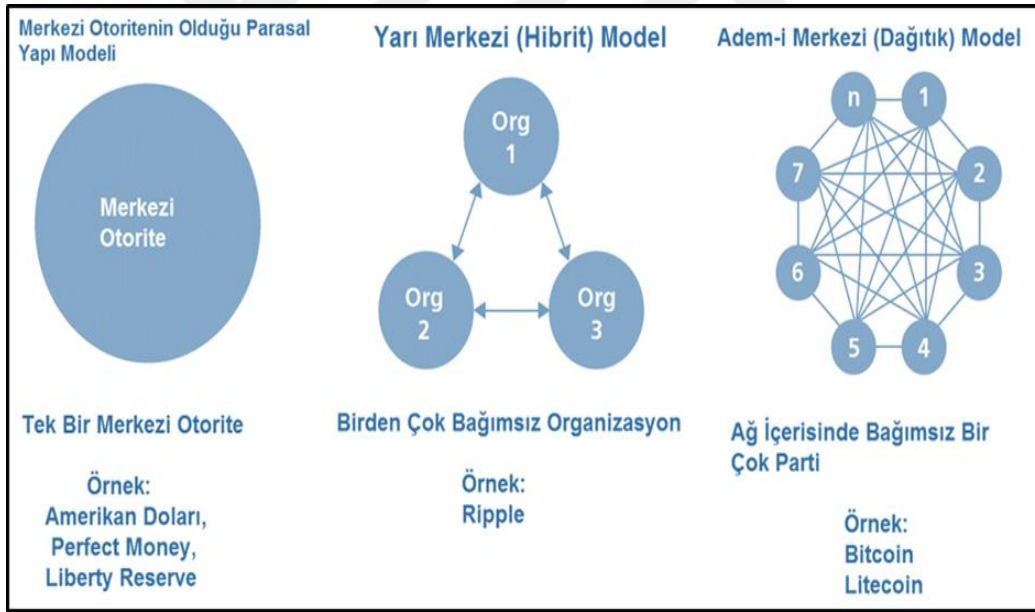 Merkezi Otoritenin Olduğu Parasal
Yapı Modeli
Merkezi
Otorite
Tek Bir Merkezi Otorite
Örnek:
Amerikan Doları,
Perfect Money,
Liberty Reserve
Yarı Merkezi (Hibrit) Model
Org
1
Org
2
Org
3
Birden Çok Bağımsız Organizasyon
Örnek:
Ripple
Adem-i Merkezi (Dağıtık) Model
n
1
7
2
6
3
5
4
Ağ İçerisinde Bağımsız Bir
Çok Parti
Örnek:
Bitcoin
Litecoin